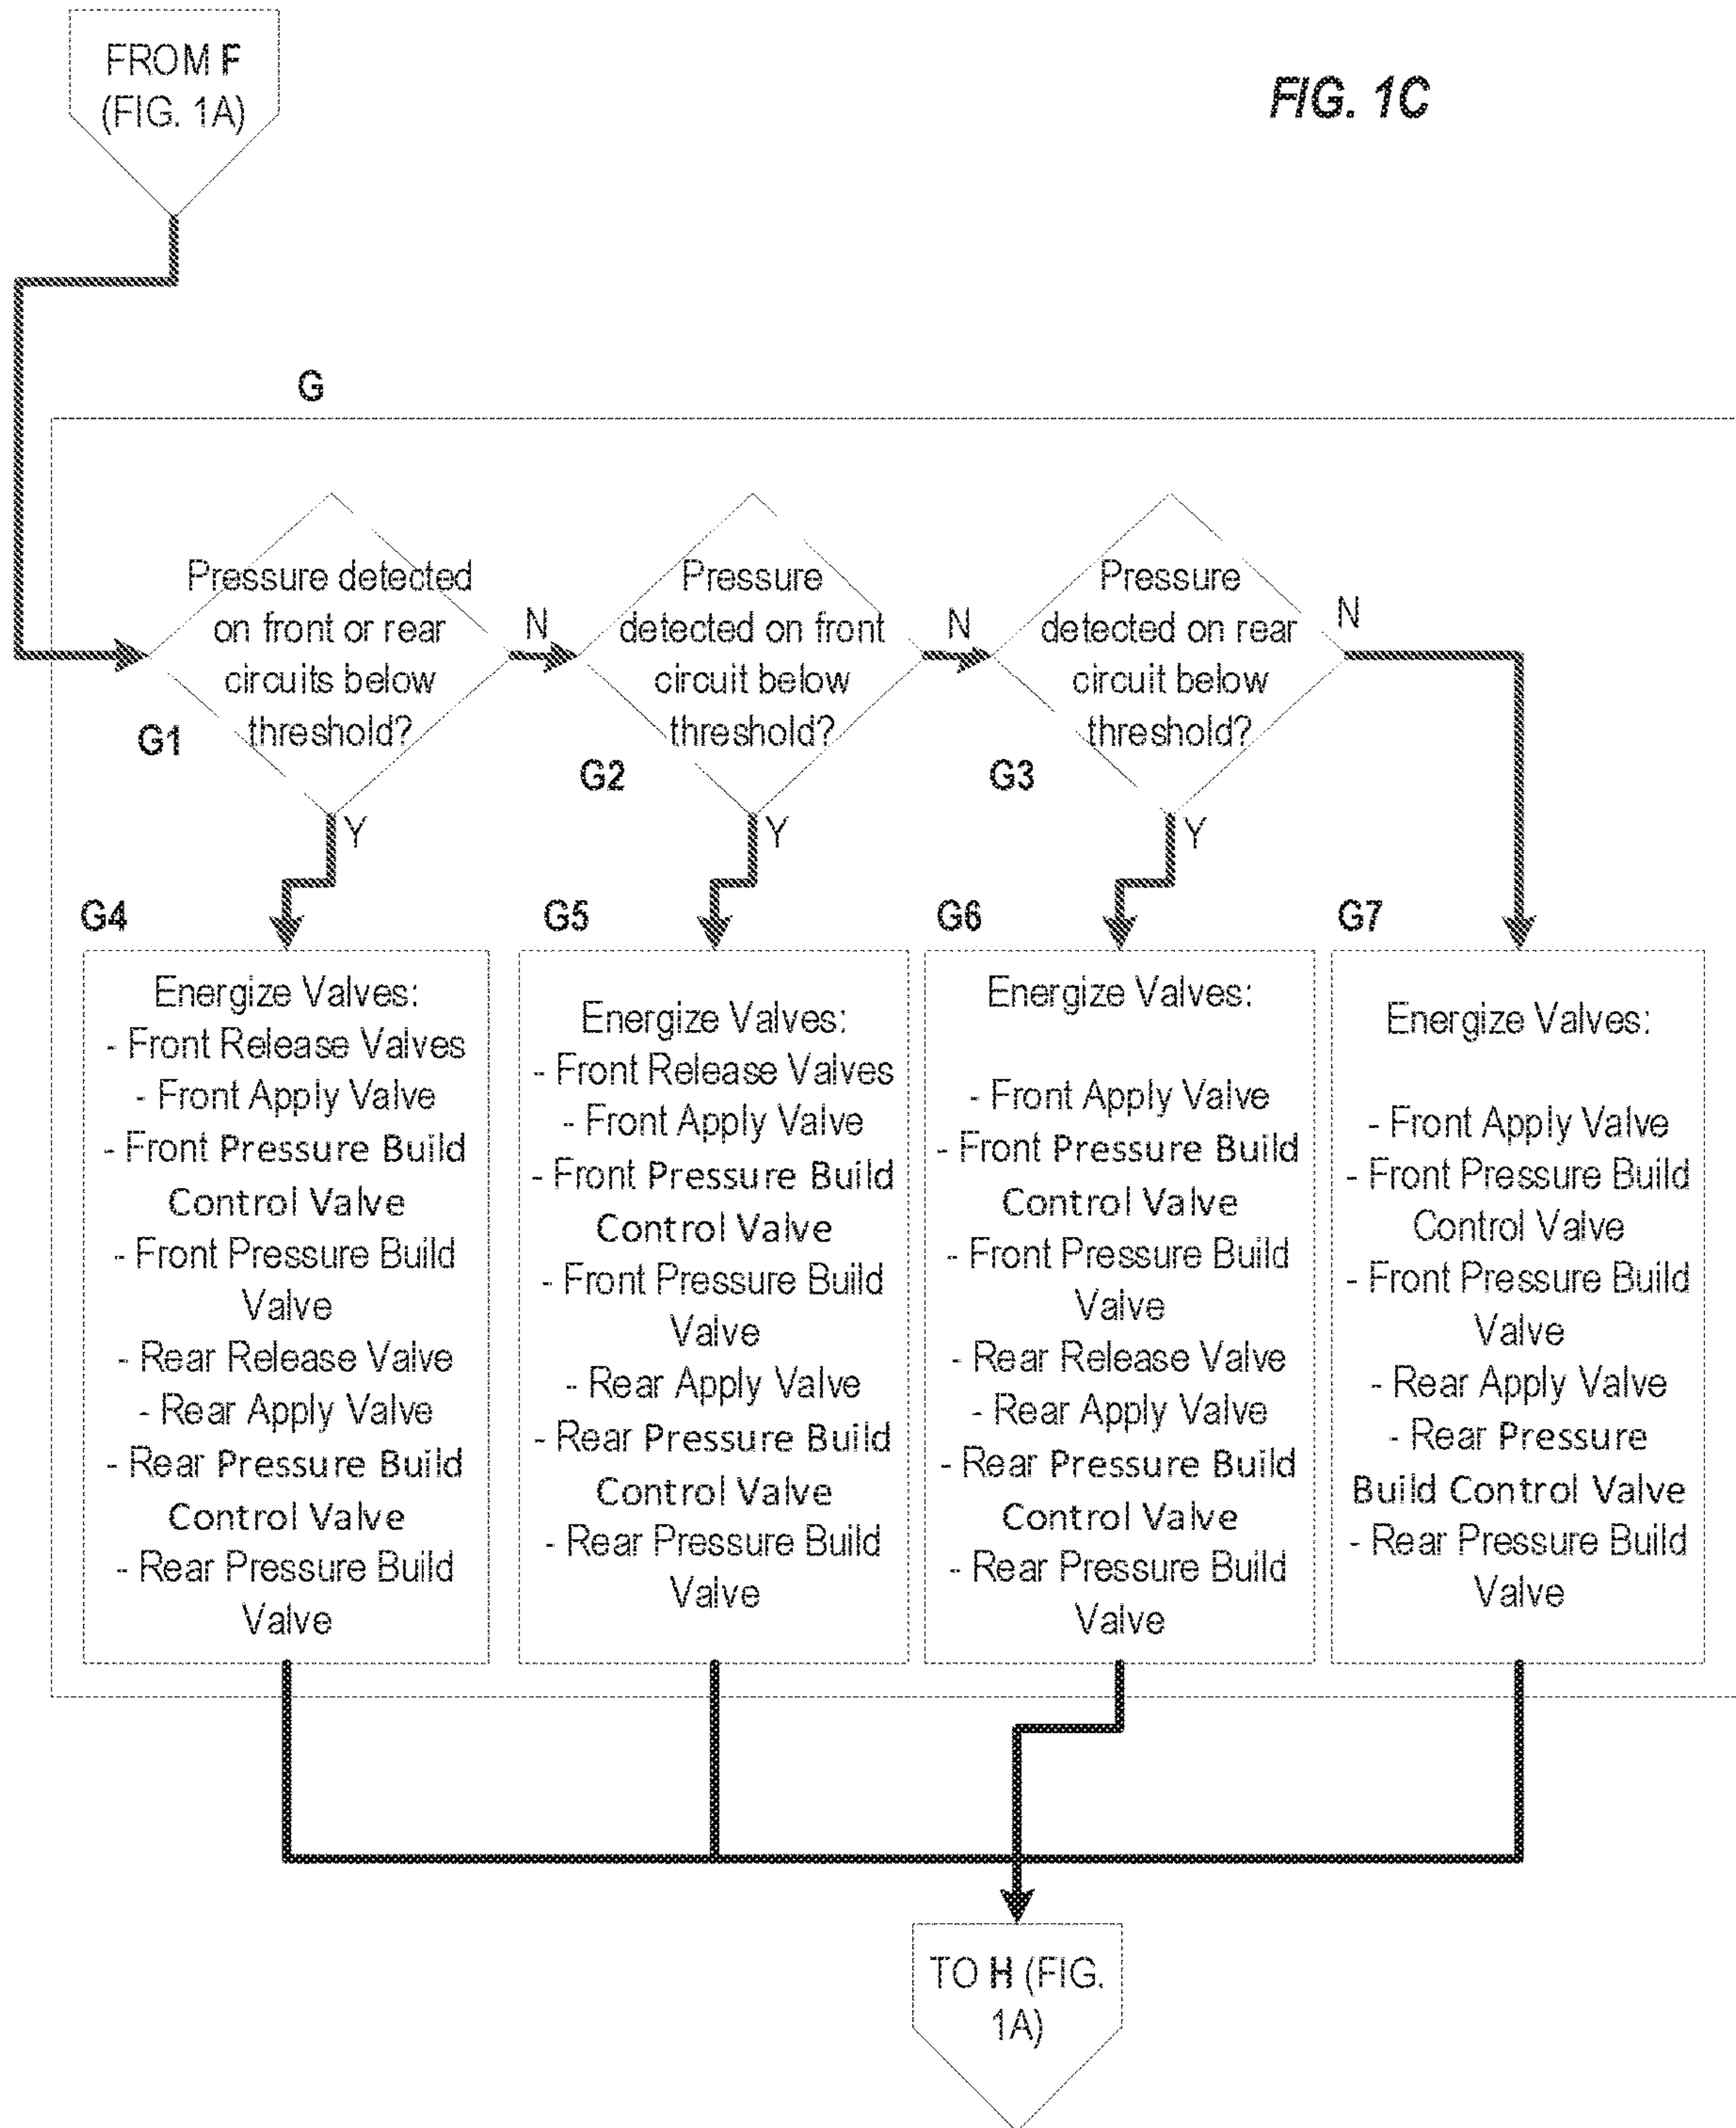 FROM F
(FIG. 1A)
FIG. 1C
G
Pressure detected
on front or rear
circuits below
threshold?
G1
N
Y
Pressure
detected on front
circuit below
threshold?
G2
N
Y
Pressure
detected on rear
circuit below
threshold?
G3
N
Y
G4
Energize Valves:
- Front Release Valves
- Front Apply Valve
- Front Pressure Build
Control Valve
- Front Pressure Build
Valve
- Rear Release Valve
- Rear Apply Valve
- Rear Pressure Build
Control Valve
- Rear Pressure Build
Valve
G5
Energize Valves:
- Front Release Valves
- Front Apply Valve
- Front Pressure Build
Control Valve
- Front Pressure Build
Valve
- Rear Apply Valve
- Rear Pressure Build
Control Valve
- Rear Pressure Build
Valve
G6
Energize Valves:
- Front Apply Valve
- Front Pressure Build
Control Valve
- Front Pressure Build
Valve
- Rear Release Valve
- Rear Apply Valve
- Rear Pressure Build
Control Valve
- Rear Pressure Build
Valve
G7
Energize Valves:
- Front Apply Valve
- Front Pressure Build
Control Valve
- Front Pressure Build
Valve
- Rear Apply Valve
- Rear Pressure
Build Control Valve
- Rear Pressure Build
Valve
TO H (FIG.
1A)